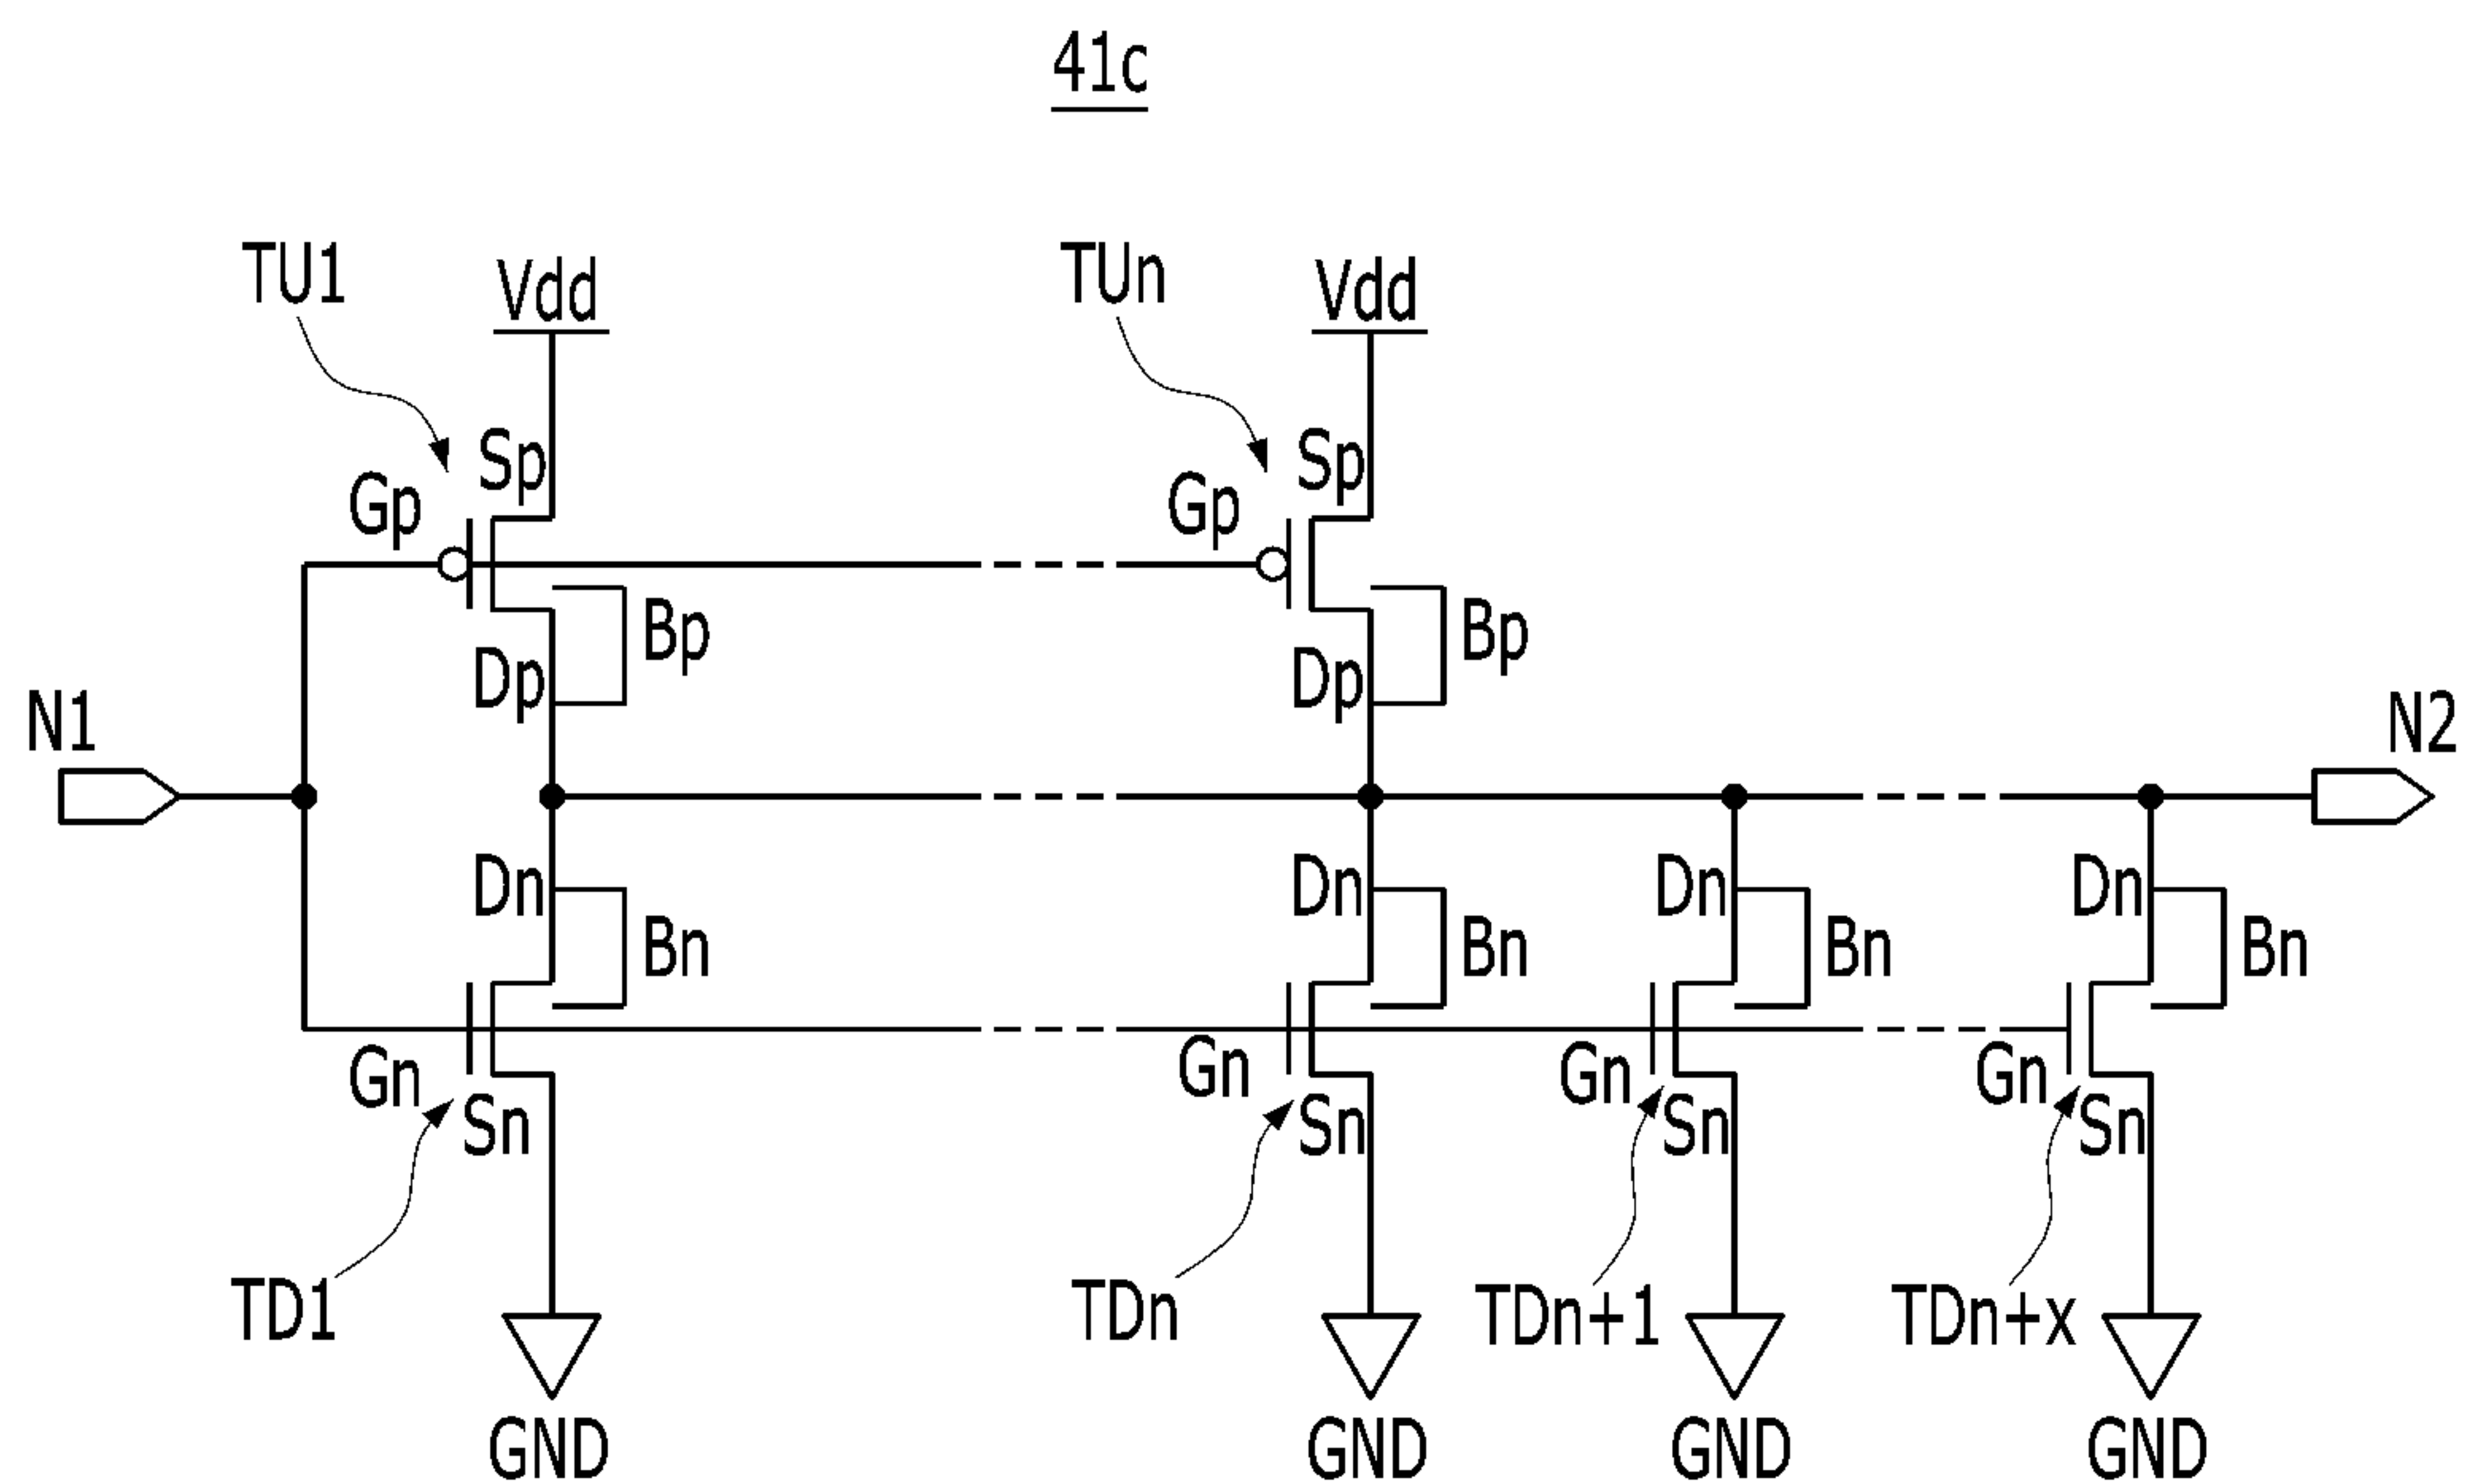 41c
TU1 Vdd TUn Vdd
Sp Sp
Gp Gp
Bp Bp
Dp Dp
N1 N2
Dn Dn Dn Dn
Bn Bn Bn Bn
Gn Gn Gn Gn
Sn Sn Sn Sn
TD1 TDn TDn+1 TDn+x
GND GND GND GND